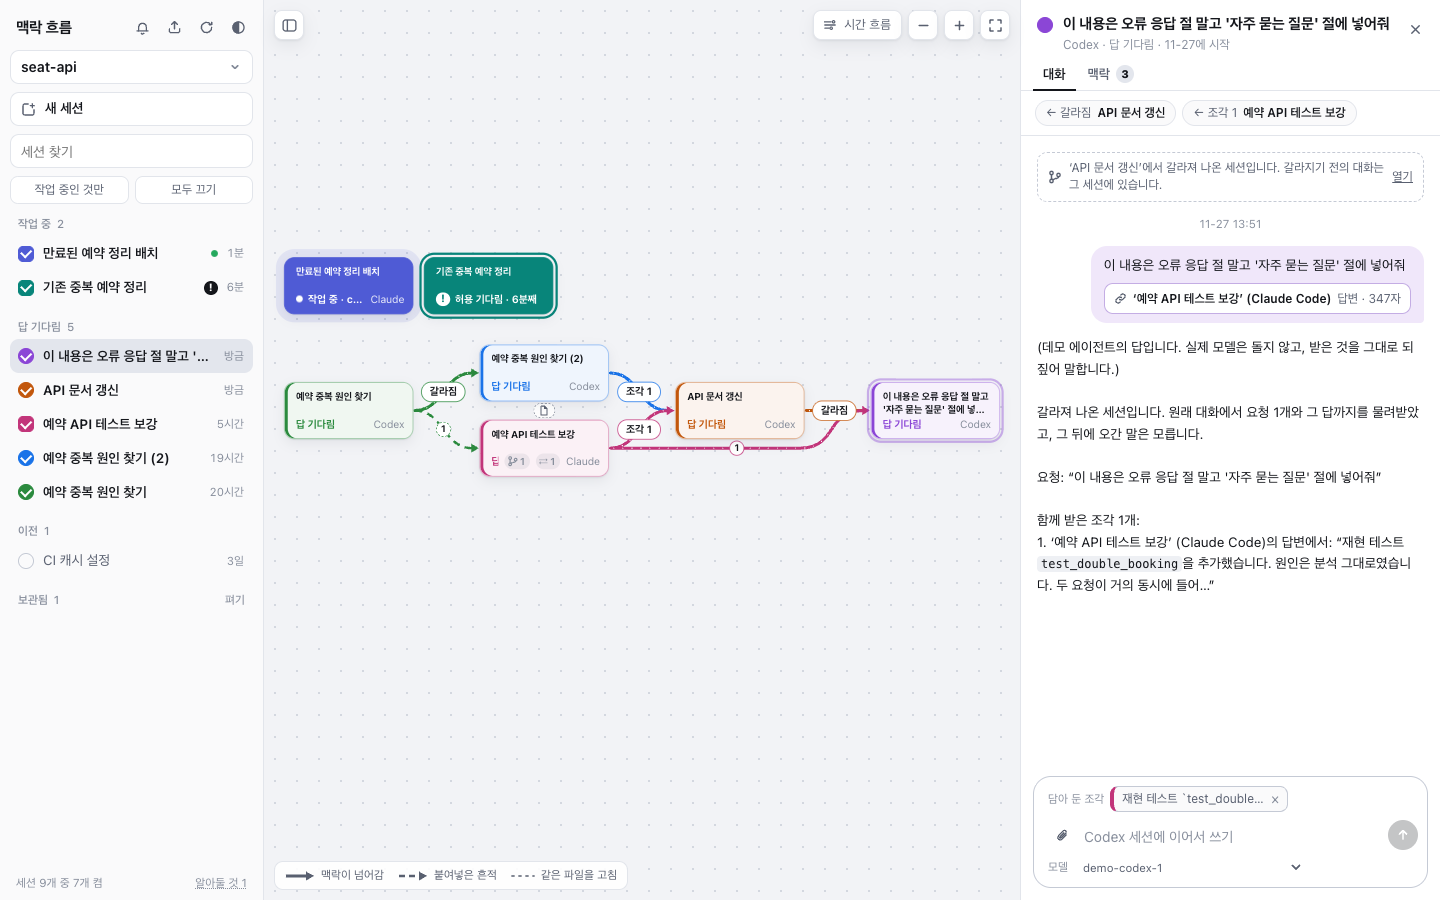 맥락 흐름
seat-api
새 세션
세션 찾기
작업 중인 것만
모두 끄기
작업 중 2
만료된 예약 정리 배치
1분
기존 중복 예약 정리
!
6분
답 기다림 5
이 내용은 오류 응답 절 말고 '...
방금
API 문서 갱신
방금
예약 API 테스트 보강
5시간
예약 중복 원인 찾기 (2)
19시간
예약 중복 원인 찾기
20시간
이전 1
CI 캐시 설정
3일
보관됨 1
펴기
세션 9개 중 7개 켬
알아둘 것 1
시간 흐름
만료된 예약 정리 배치
작업 중 · c...
Claude
기존 중복 예약 정리
! 허용 기다림 · 6분째
예약 중복 원인 찾기
답 기다림
Codex
갈라짐
1
예약 중복 원인 찾기 (2)
답 기다림
Codex
예약 API 테스트 보강
1
1
Claude
조각 1
조각 1
API 문서 갱신
답 기다림
Codex
갈라짐
1
이 내용은 오류 응답 절 말고
'자주 묻는 질문' 절에 넣...
답 기다림
Codex
맥락이 넘어감
붙여넣은 흔적
같은 파일을 고침
이 내용은 오류 응답 절 말고 '자주 묻는 질문' 절에 넣어줘
Codex · 답 기다림 · 11-27에 시작
대화
맥락 3
← 갈라짐 API 문서 갱신
← 조각 1 예약 API 테스트 보강
‘API 문서 갱신’에서 갈라져 나온 세션입니다. 갈라지기 전의 대화는
그 세션에 있습니다.
열기
11-27 13:51
이 내용은 오류 응답 절 말고 '자주 묻는 질문' 절에 넣어줘
‘예약 API 테스트 보강’ (Claude Code) 답변 · 347자
(데모 에이전트의 답입니다. 실제 모델은 돌지 않고, 받은 것을 그대로 되
짚어 말합니다.)
갈라져 나온 세션입니다. 원래 대화에서 요청 1개와 그 답까지를 물려받았
고, 그 뒤에 오간 말은 모릅니다.
요청: “이 내용은 오류 응답 절 말고 '자주 묻는 질문' 절에 넣어줘”
함께 받은 조각 1개:
1. ‘예약 API 테스트 보강’ (Claude Code)의 답변에서: “재현 테스트
test_double_booking 을 추가했습니다. 원인은 분석 그대로였습니
다. 두 요청이 거의 동시에 들어...”
담아 둔 조각
재현 테스트 `test_double... ×
Codex 세션에 이어서 쓰기
모델
demo-codex-1